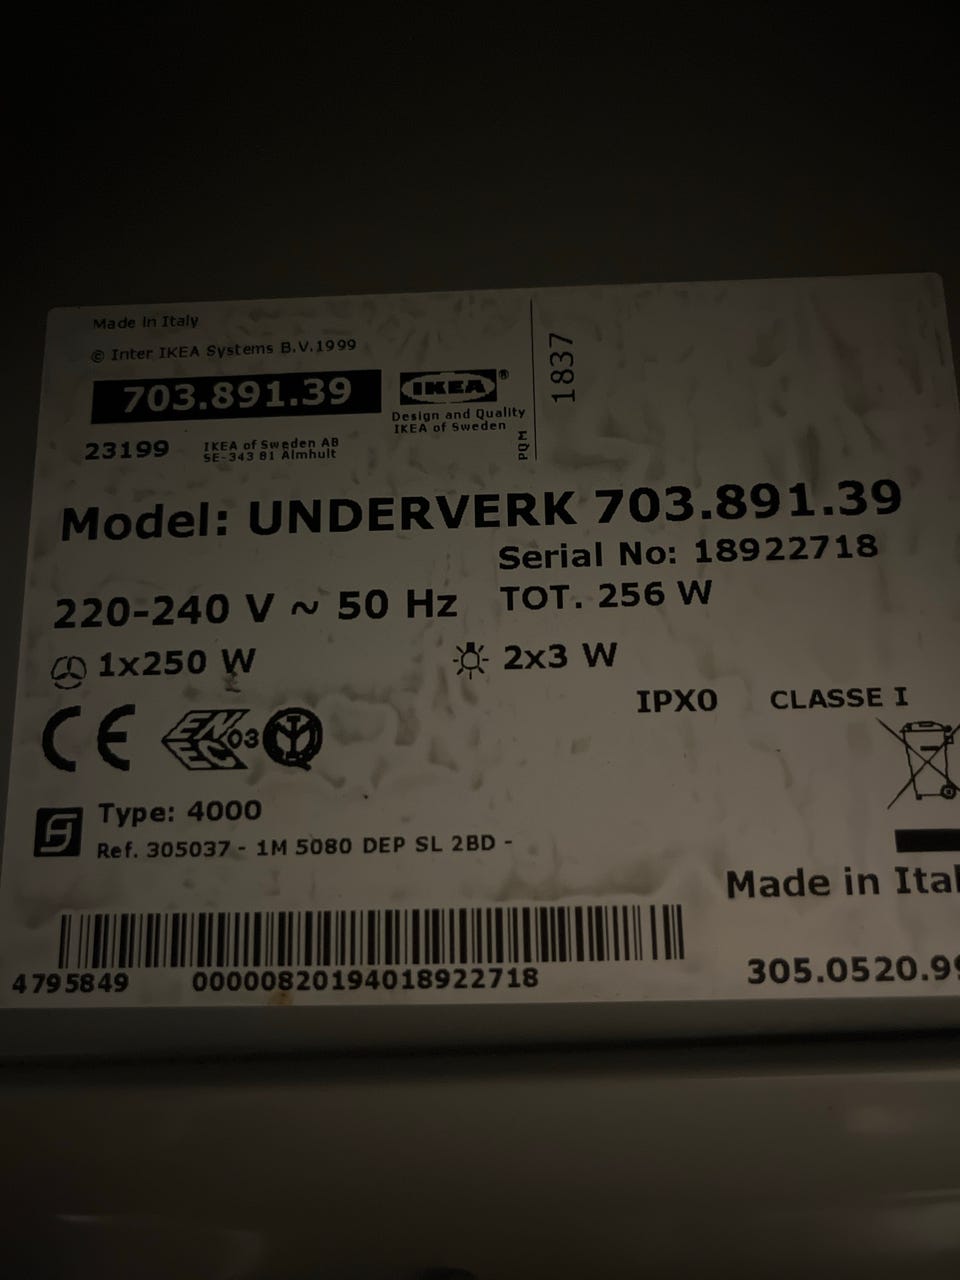 Made in Italy
© Inter IKEA Systems B.V.1999
703.891.39
IKEA®
Design and Quality
IKEA of Sweden
23199
IKEA of Sweden AB
SE-343 81 Älmhult
PQM
1837
Model: UNDERVERK 703.891.39
Serial No: 18922718
220-240 V ~ 50 Hz TOT. 256 W
1x250 W 2x3 W
IPX0 CLASSE I
CE
ENEC 03
Type: 4000
Ref. 305037 - 1M 5080 DEP SL 2BD -
Made in Ital
4795849 00000820194018922718
305.0520.9